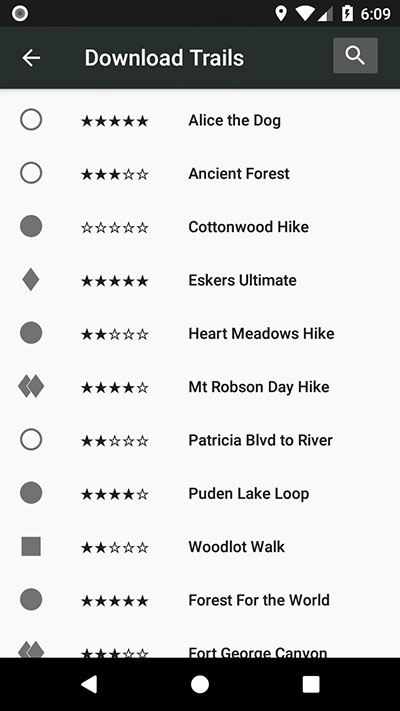 6:09
Download Trails
★★★★★ Alice the Dog
★★★☆☆ Ancient Forest
☆☆☆☆☆ Cottonwood Hike
★★★★★ Eskers Ultimate
★★☆☆☆ Heart Meadows Hike
★★★★☆ Mt Robson Day Hike
★★☆☆☆ Patricia Blvd to River
★★★★☆ Puden Lake Loop
★★☆☆☆ Woodlot Walk
★★★★★ Forest For the World
★★★☆☆ Fort George Canyon